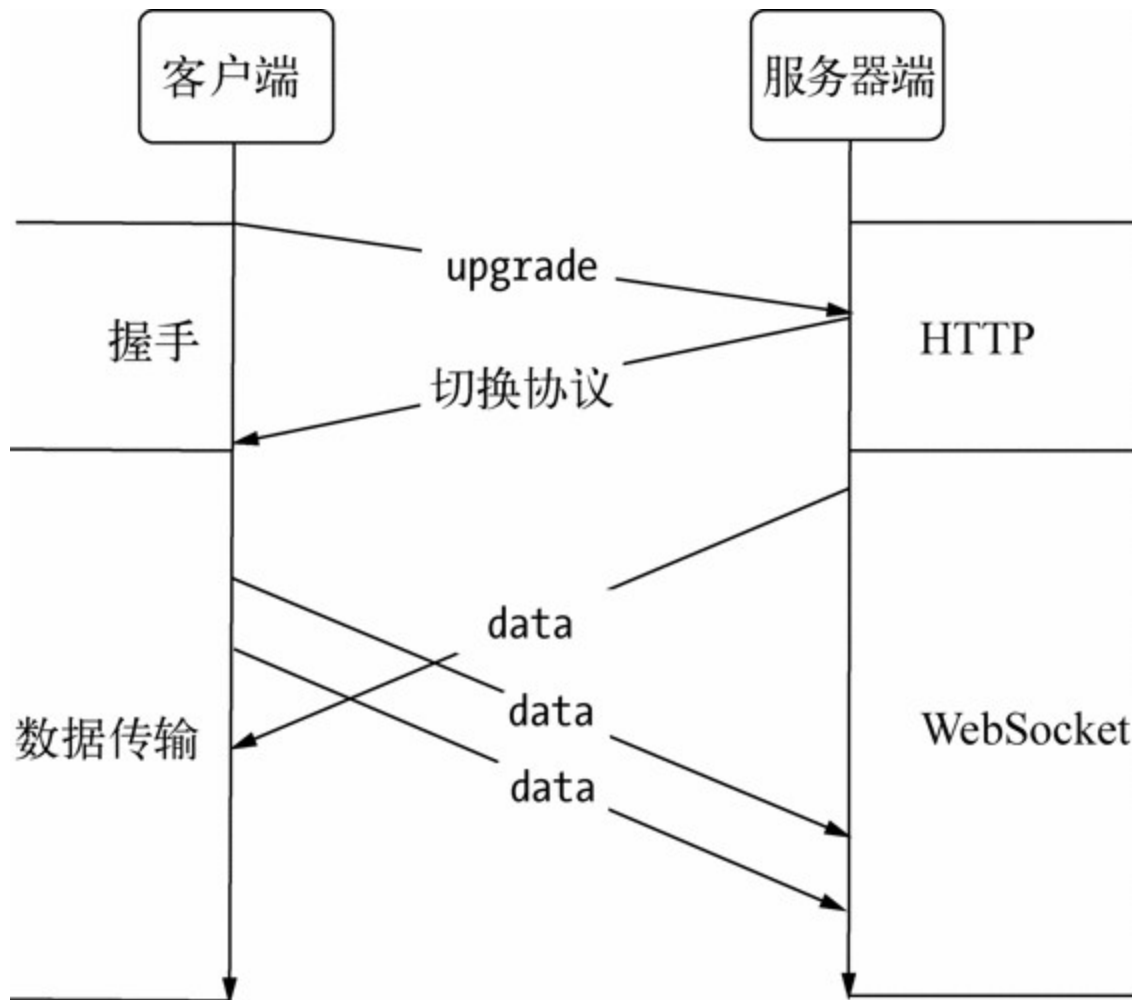 客户端
服务器端
upgrade
握手
HTTP
切换协议
data
data
数据传输
WebSocket
data